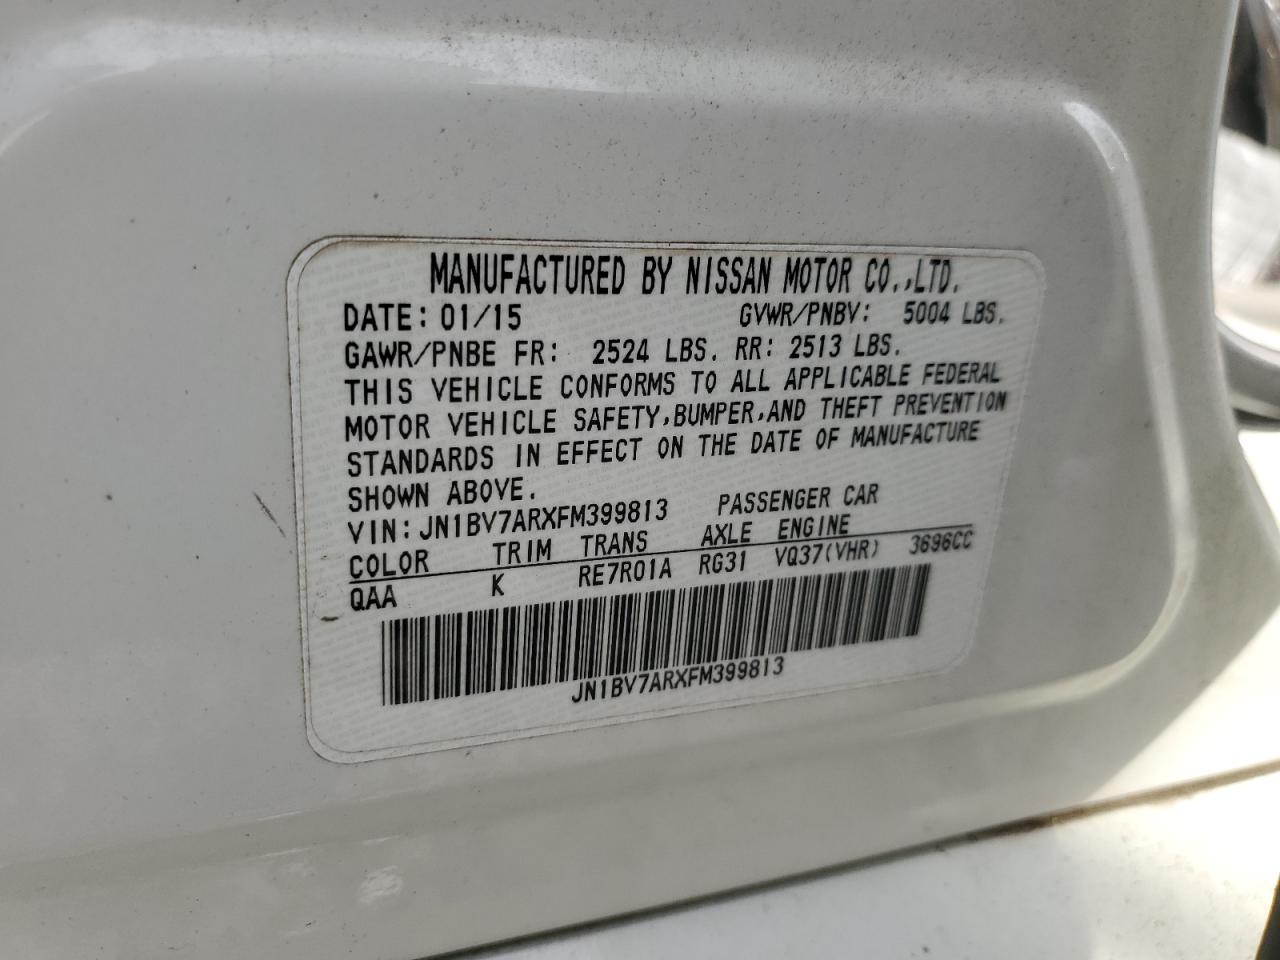 MANUFACTURED BY NISSAN MOTOR CO.,LTD.
DATE: 01/15 GVWR/PNBV: 5004 LBS.
GAWR/PNBE FR: 2524 LBS. RR: 2513 LBS.
THIS VEHICLE CONFORMS TO ALL APPLICABLE FEDERAL
MOTOR VEHICLE SAFETY,BUMPER,AND THEFT PREVENTION
STANDARDS IN EFFECT ON THE DATE OF MANUFACTURE
SHOWN ABOVE.
VIN: JN1BV7ARXFM399813 PASSENGER CAR
COLOR TRIM TRANS AXLE ENGINE
QAA K RE7R01A RG31 VQ37(VHR) 3696CC
JN1BV7ARXFM399813